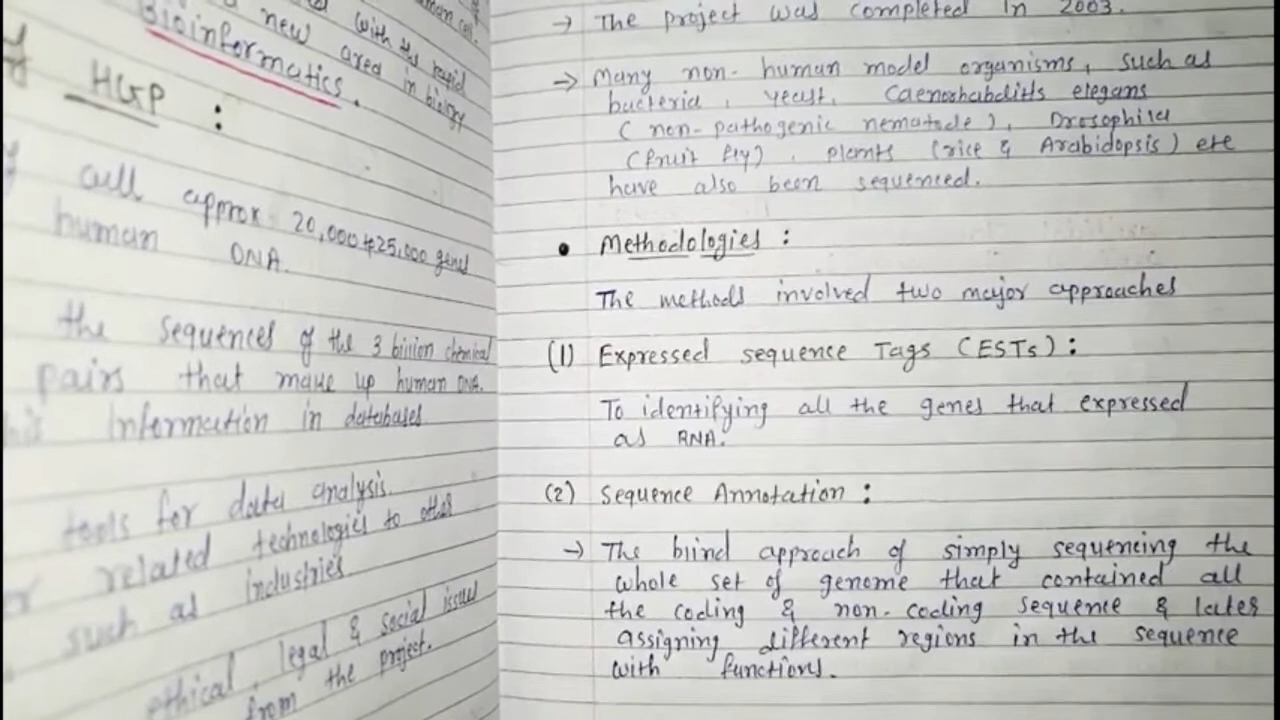 human cell.
with the rapid
new area in biology
Bioinformatics.
HGP :
all approx 20,000 to 25,000 genes
human DNA.
the sequences of the 3 billion chemical
pairs that make up human DNA.
information in databases
tools for data analysis.
related technologies to other
such as industries
ethical, legal & social issues
from the project.
→ The project was completed in 2003.
→ Many non-human model organisms, such as
bacteria, yeast, Caenorhabditis elegans
(non-pathogenic nematode), Drosophila
(fruit fly), plants (rice & Arabidopsis) etc
have also been sequenced.
• Methodologies :
The methods involved two major approaches
(1) Expressed sequence Tags (ESTs) :
To identifying all the genes that expressed
as RNA.
(2) Sequence Annotation :
→ The blind approach of simply sequencing the
whole set of genome that contained all
the coding & non-coding sequence & later
assigning different regions in the sequence
with functions.